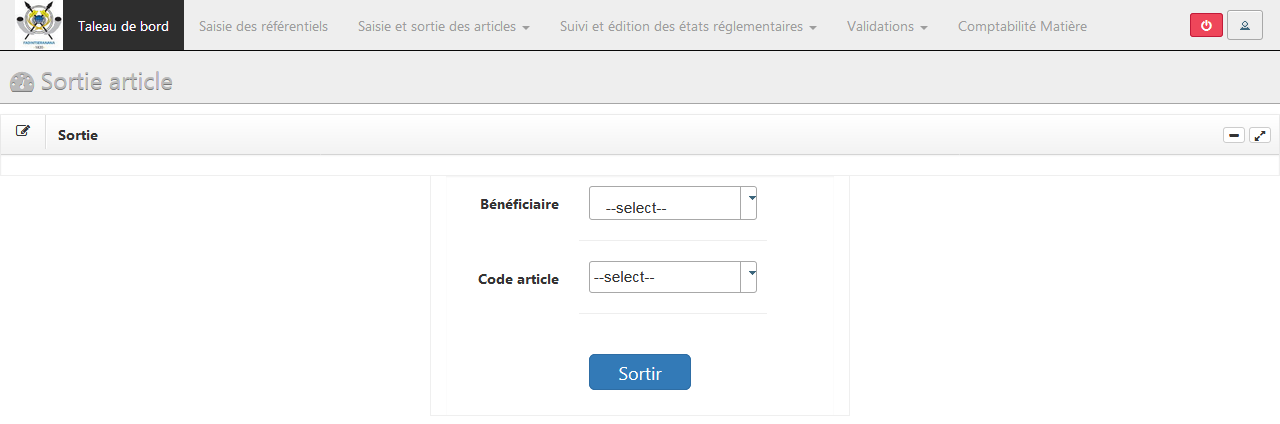 Taleau de bord
Saisie des référentiels
Saisie et sortie des articles
Suivi et édition des états réglementaires
Validations
Comptabilité Matière
Sortie article
Sortie
Bénéficiaire
--select--
Code article
--select--
Sortir